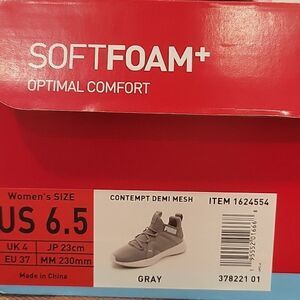 SOFTFOAM+
OPTIMAL COMFORT
Women's SIZE
US 6.5
UK 4 JP 23cm
EU 37 MM 230mm
Made in China
CONTEMPT DEMI MESH
ITEM 1624554
GRAY
378221 01